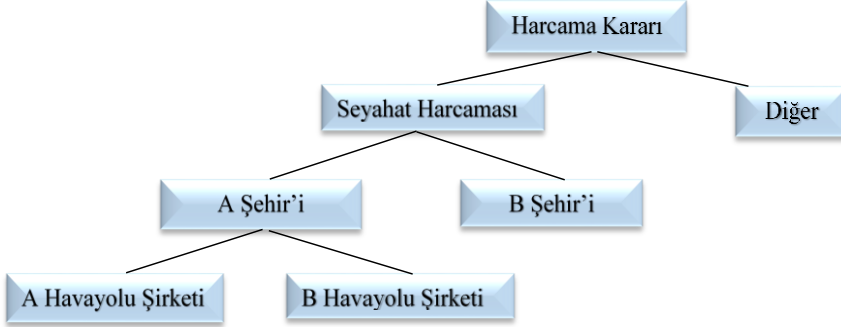 Harcama Kararı
Seyahat Harcaması
Diğer
A Şehir’i
B Şehir’i
A Havayolu Şirketi
B Havayolu Şirketi